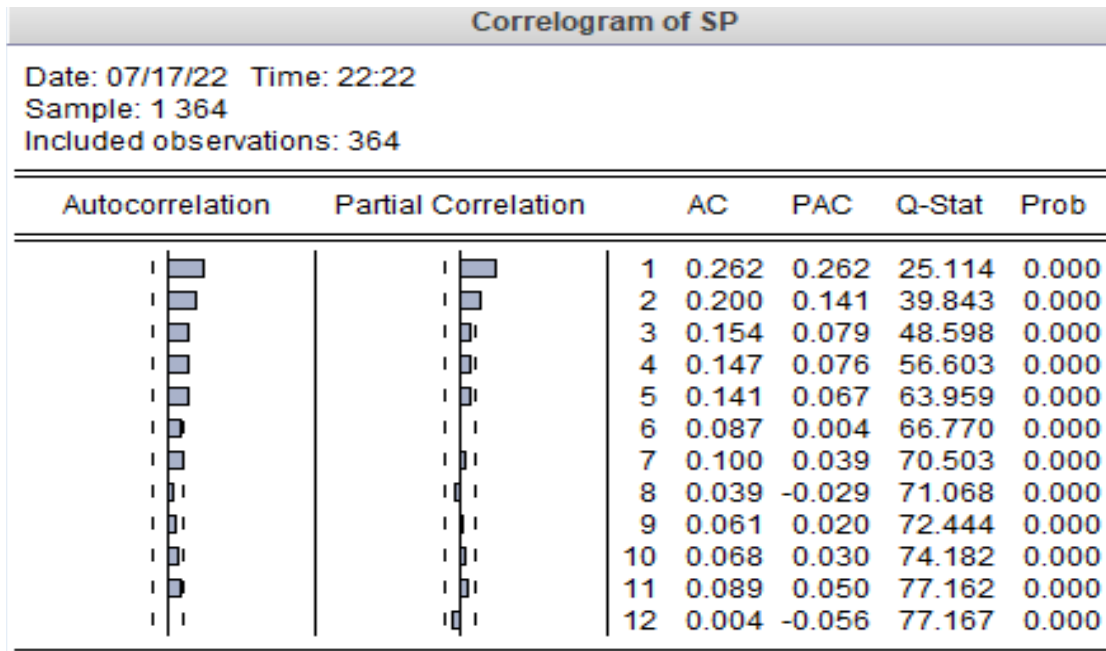 Correlogram of SP
Date: 07/17/22 Time: 22:22
Sample: 1 364
Included observations: 364
Autocorrelation Partial Correlation AC PAC Q-Stat Prob
1 0.262 0.262 25.114 0.000
2 0.200 0.141 39.843 0.000
3 0.154 0.079 48.598 0.000
4 0.147 0.076 56.603 0.000
5 0.141 0.067 63.959 0.000
6 0.087 0.004 66.770 0.000
7 0.100 0.039 70.503 0.000
8 0.039 -0.029 71.068 0.000
9 0.061 0.020 72.444 0.000
10 0.068 0.030 74.182 0.000
11 0.089 0.050 77.162 0.000
12 0.004 -0.056 77.167 0.000